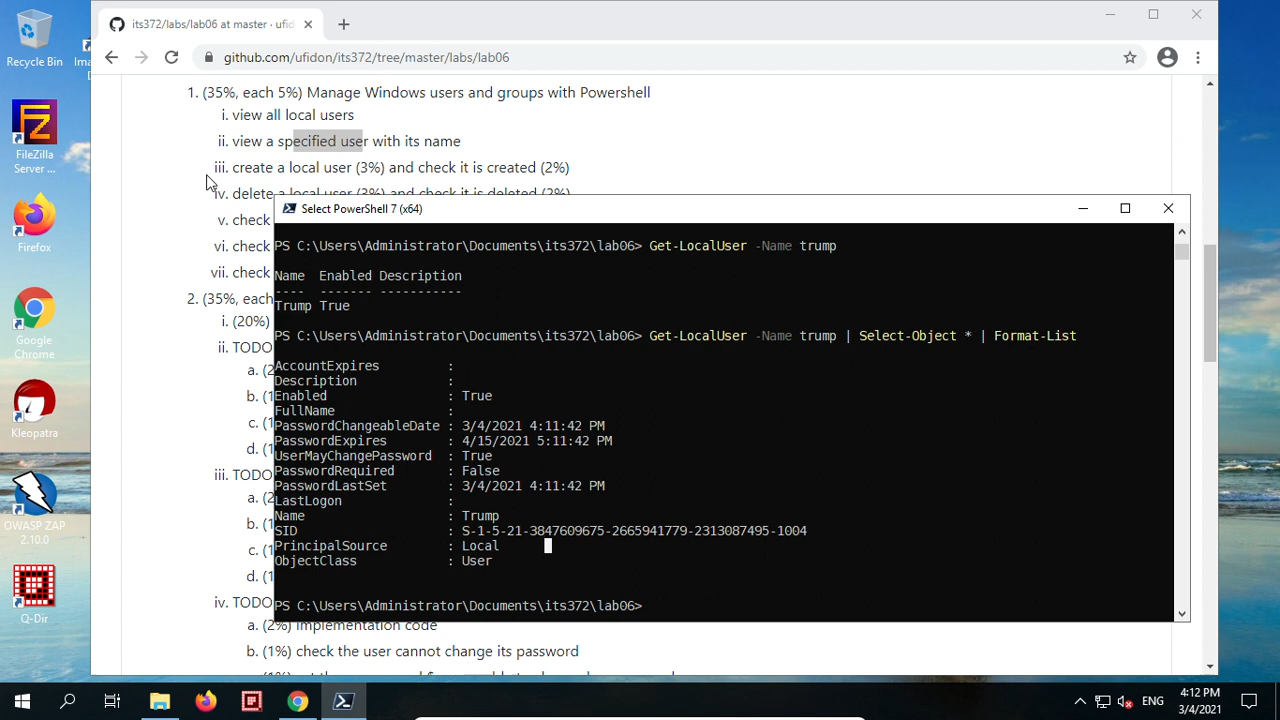 Recycle Bin
Ima
FileZilla
Server ...
Firefox
Google
Chrome
Kleopatra
OWASP ZAP
2.10.0
Q-Dir
its372/labs/lab06 at master · ufid
github.com/ufidon/its372/tree/master/labs/lab06
1. (35%, each 5%) Manage Windows users and groups with Powershell
i. view all local users
ii. view a specified user with its name
iii. create a local user (3%) and check it is created (2%)
iv. delete a local user (3%) and check it is deleted (2%)
v. check
vi. check
vii. check
2. (35%, each
i. (20%)
ii. TODO
a. (2
b. (1
c. (1
d. (1
iii. TODO
a. (2
b. (1
c. (1
d. (1
iv. TODO
a. (2%) implementation code
b. (1%) check the user cannot change its password
Select PowerShell 7 (x64)
PS C:\Users\Administrator\Documents\its372\lab06> Get-LocalUser -Name trump
Name  Enabled Description
----  ------- -----------
Trump True
PS C:\Users\Administrator\Documents\its372\lab06> Get-LocalUser -Name trump | Select-Object * | Format-List
AccountExpires        :
Description           :
Enabled               : True
FullName              :
PasswordChangeableDate : 3/4/2021 4:11:42 PM
PasswordExpires       : 4/15/2021 5:11:42 PM
UserMayChangePassword : True
PasswordRequired      : False
PasswordLastSet       : 3/4/2021 4:11:42 PM
LastLogon             :
Name                  : Trump
SID                   : S-1-5-21-3847609675-2665941779-2313087495-1004
PrincipalSource       : Local
ObjectClass           : User
PS C:\Users\Administrator\Documents\its372\lab06>
ENG
4:12 PM
3/4/2021